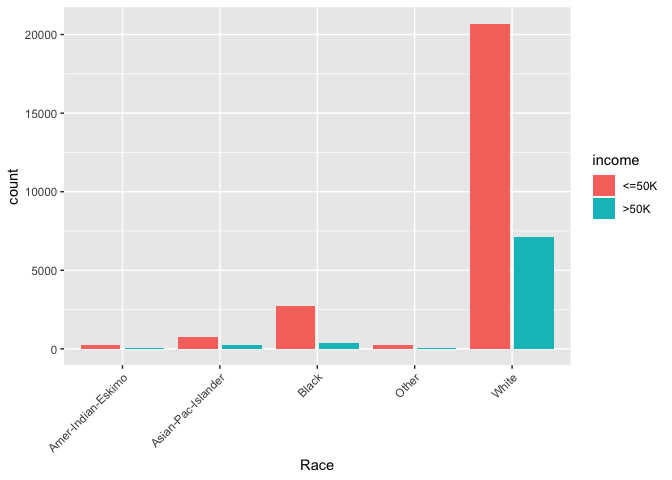 20000
15000
10000
5000
0
count
Amer-Indian-Eskimo
Asian-Pac-Islander
Black
Other
White
Race
income
<=50K
>50K